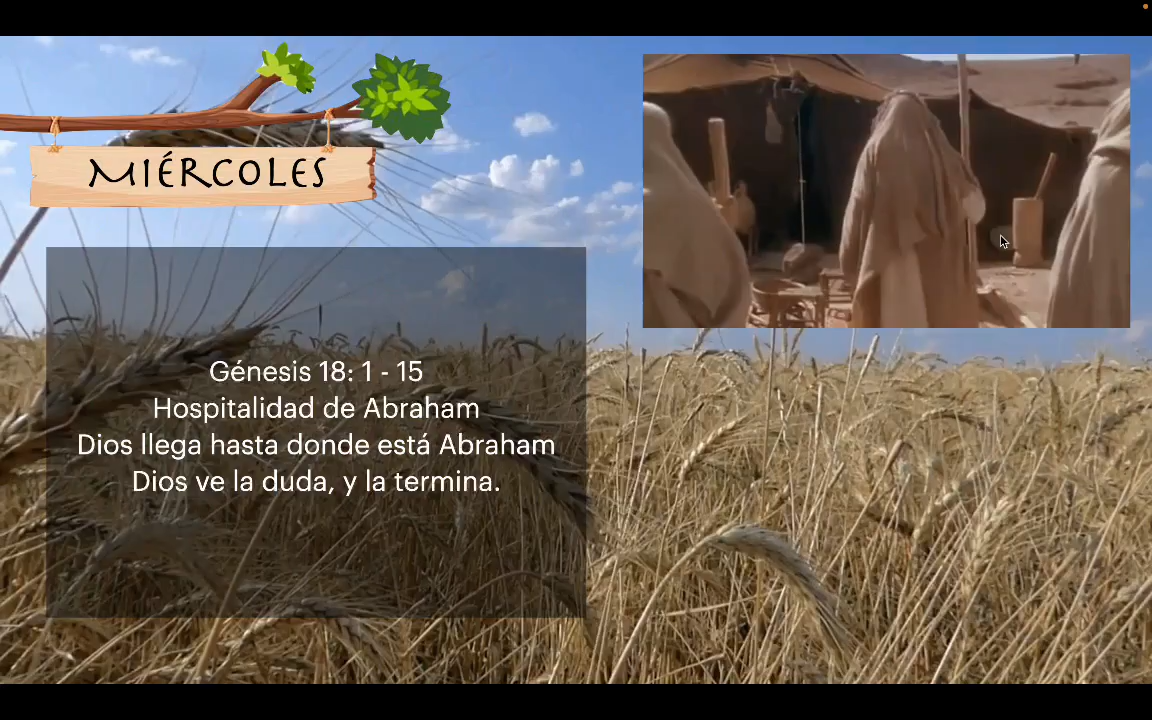 MIÉRCOLES
Génesis 18: 1 - 15
Hospitalidad de Abraham
Dios llega hasta donde está Abraham
Dios ve la duda, y la termina.